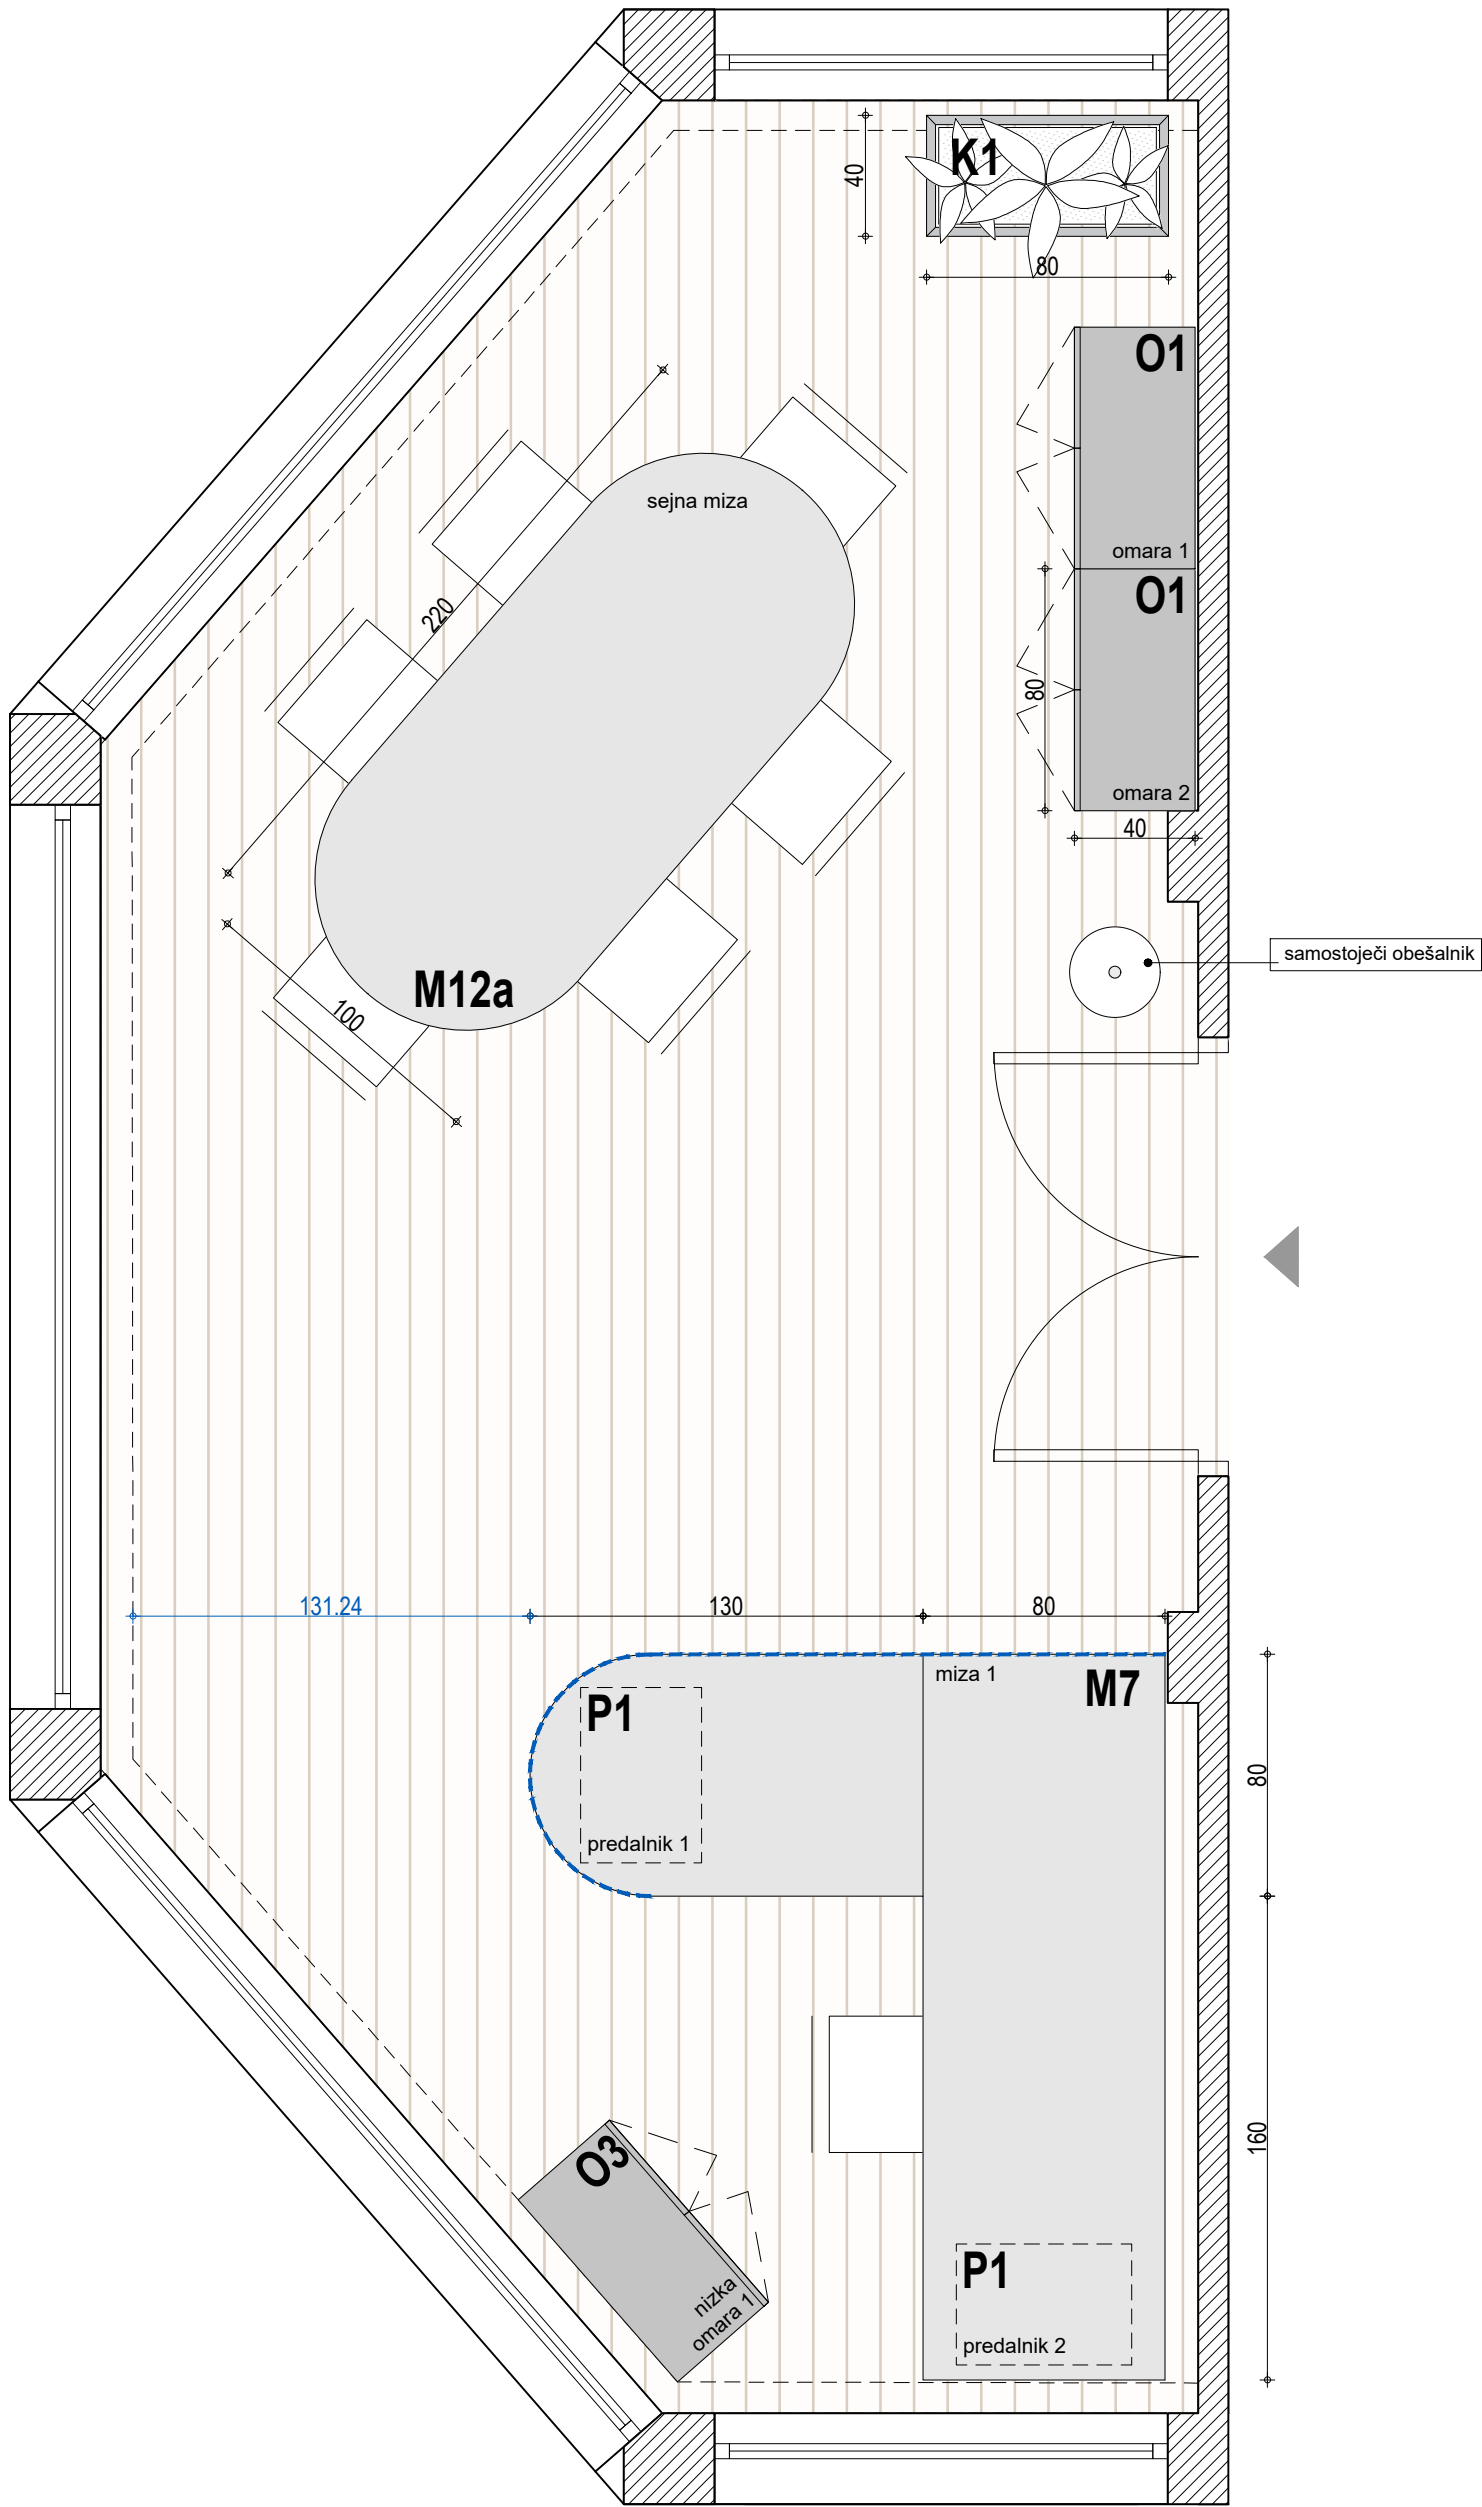 K1
40
80
O1
omara 1
O1
80
omara 2
40
sejna miza
220
M12a
100
samostoječi obešalnik
131.24
130
80
miza 1
M7
P1
predalnik 1
80
160
O3
nizka
omara 1
P1
predalnik 2